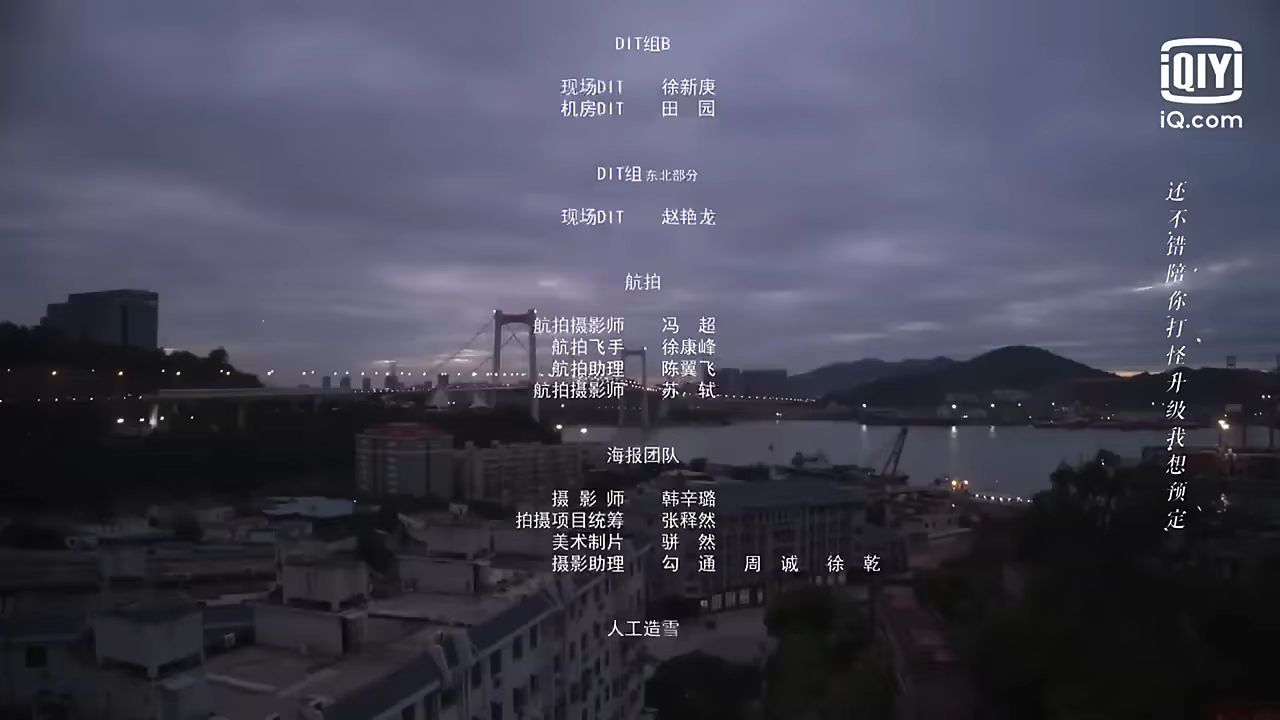 DIT组B
现场DIT 徐新庚
机房DIT 田 园
DIT组 东北部分
现场DIT 赵艳龙
航拍
航拍摄影师 冯 超
航拍飞手 徐康峰
航拍助理 陈翼飞
航拍摄影师 苏 轼
海报团队
摄 影 师 韩辛璐
拍摄项目统筹 张释然
美术制片 骈 然
摄影助理 勾 通 周 诚 徐 乾
人工造雪
iQIYI
iQ.com
还不错陪你打怪升级我想预定